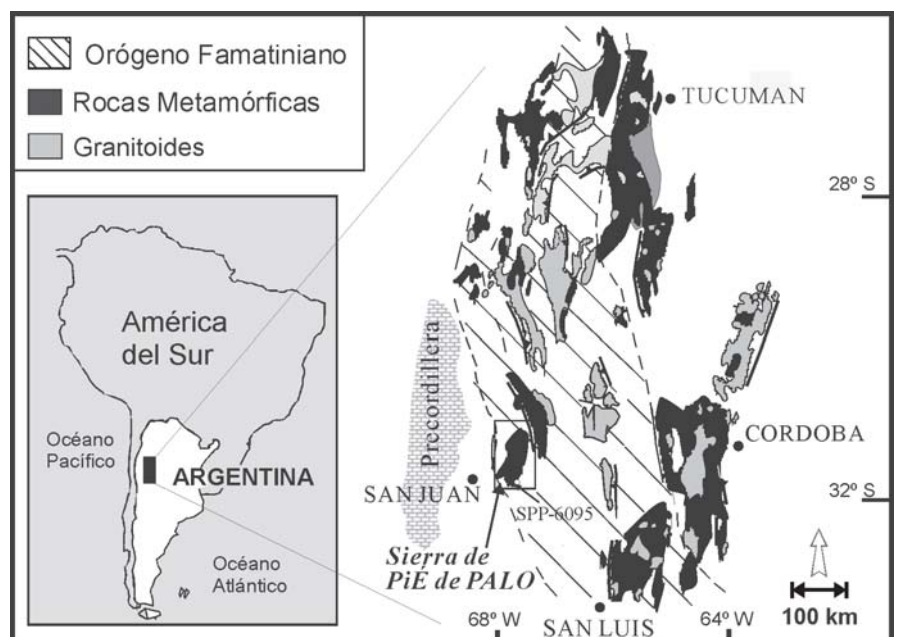 Orógeno Famatiniano
Rocas Metamórficas
Granitoides
TUCUMAN
28º S
América
del Sur
Precordillera
Océano
Pacífico
ARGENTINA
CORDOBA
SAN JUAN
SPP-6095
32º S
Sierra de
PiÉ de PALO
Océano
Atlántico
68º W
SAN LUIS
64º W
100 km